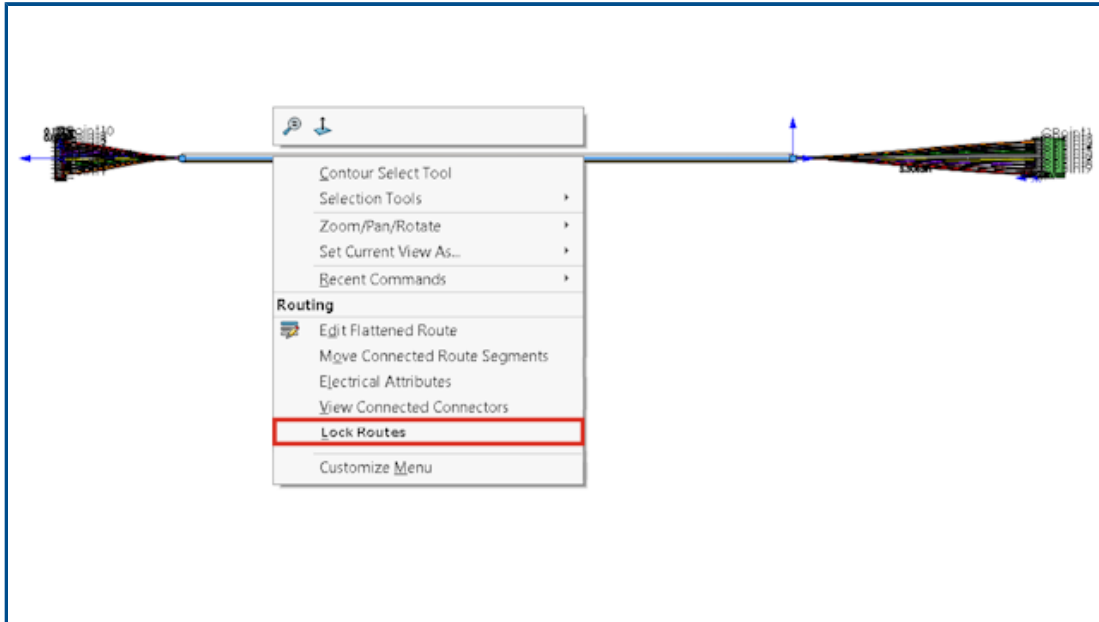 Contour Select Tool
Selection Tools
Zoom/Pan/Rotate
Set Current View As...
Recent Commands
Routing
Edit Flattened Route
Move Connected Route Segments
Electrical Attributes
View Connected Connectors
Lock Routes
Customize Menu